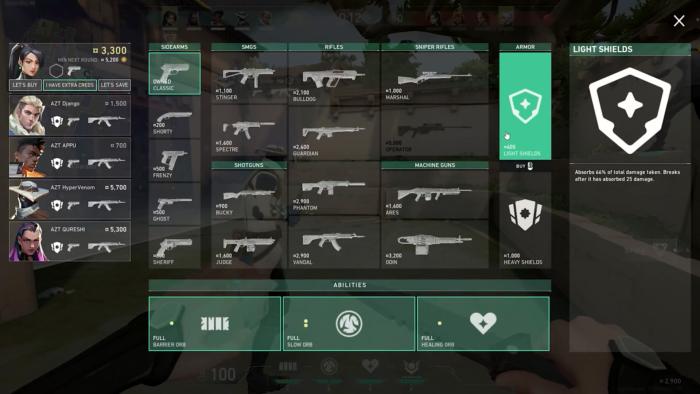 ¤ 3,300
MIN NEXT ROUND: ¤ 5,200
LET'S BUY
I HAVE EXTRA CREDS
LET'S SAVE
AZT Django
¤ 1,500
AZT APPU
¤ 700
AZT HyperVenom
¤ 5,700
AZT QURESHI
¤ 5,300
SIDEARMS
OWNED
CLASSIC
¤200
SHORTY
¤500
FRENZY
¤500
GHOST
SHERIFF
SMGS
¤1,100
STINGER
¤1,600
SPECTRE
SHOTGUNS
¤900
BUCKY
¤1,600
JUDGE
RIFLES
¤2,100
BULLDOG
¤2,400
GUARDIAN
¤2,900
PHANTOM
¤2,900
VANDAL
SNIPER RIFLES
¤1,000
MARSHAL
¤5,000
OPERATOR
MACHINE GUNS
¤1,600
ARES
¤3,200
ODIN
ARMOR
¤400
LIGHT SHIELDS
BUY
¤1,000
HEAVY SHIELDS
LIGHT SHIELDS
Absorbs 66% of total damage taken. Breaks
after it has absorbed 25 damage.
ABILITIES
FULL
BARRIER ORB
FULL
SLOW ORB
FULL
HEALING ORB
100
¤ 2,900